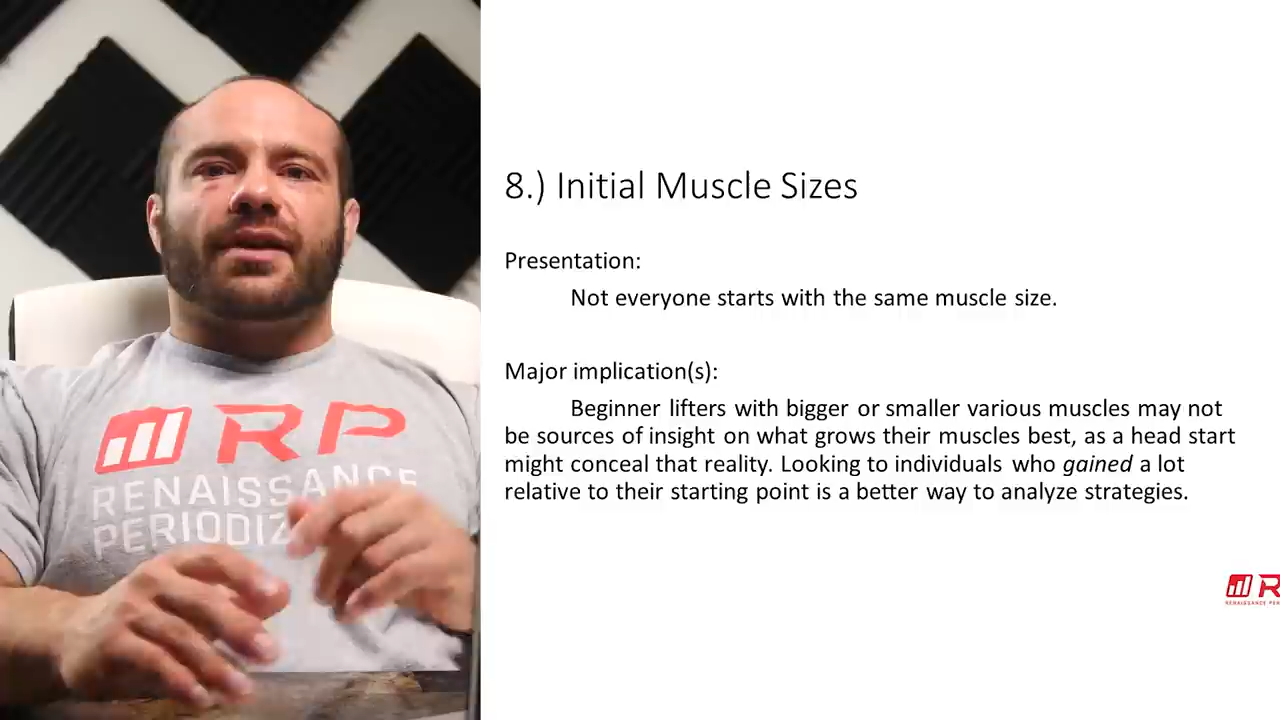 8.) Initial Muscle Sizes
Presentation:
Not everyone starts with the same muscle size.
Major implication(s):
Beginner lifters with bigger or smaller various muscles may not
be sources of insight on what grows their muscles best, as a head start
might conceal that reality. Looking to individuals who gained a lot
relative to their starting point is a better way to analyze strategies.
RP
RENAISSANCE
PERIODIZ
R
RENAISSANCE PER